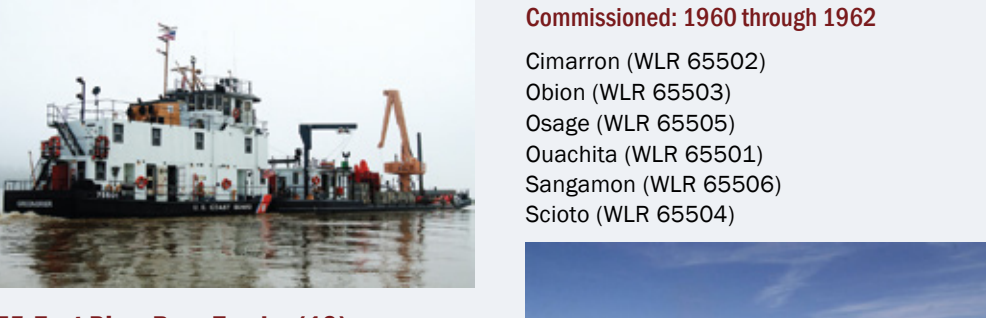 U.S. COAST GUARD
Commissioned: 1960 through 1962
Cimarron (WLR 65502)
Obion (WLR 65503)
Osage (WLR 65505)
Ouachita (WLR 65501)
Sangamon (WLR 65506)
Scioto (WLR 65504)